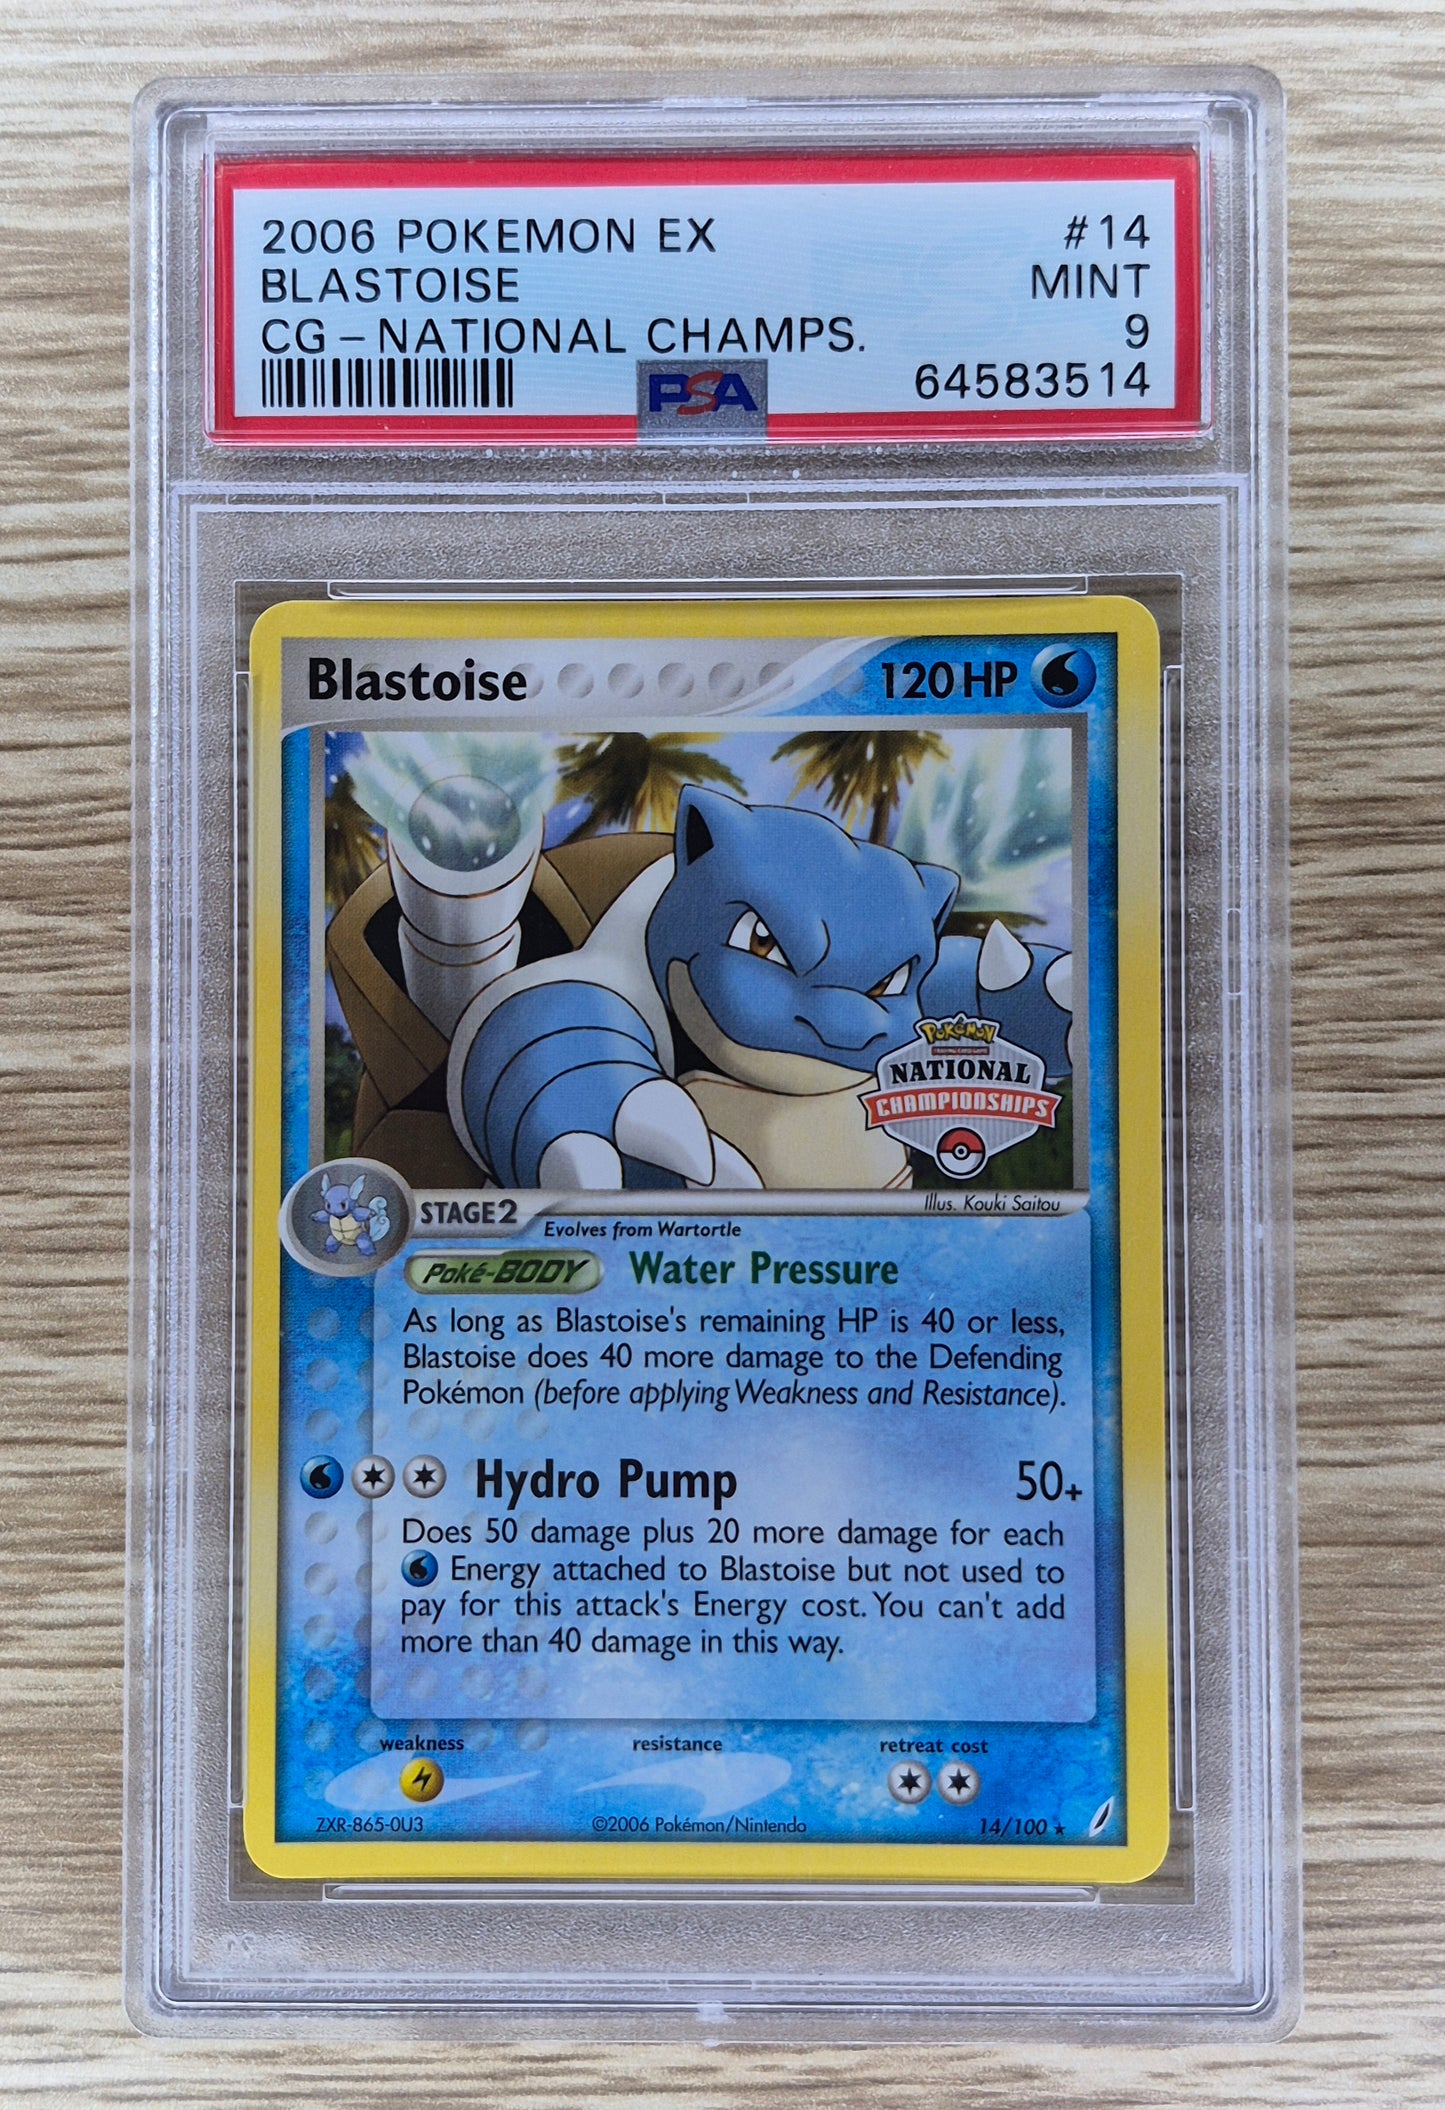 2006 POKEMON EX #14
BLASTOISE MINT
CG-NATIONAL CHAMPS. 9
PSA 64583514
Blastoise 120 HP
POKéMON
NATIONAL
CHAMPIONSHIPS
Illus. Kouki Saitou
STAGE 2
Evolves from Wartortle
Poké-BODY Water Pressure
As long as Blastoise's remaining HP is 40 or less,
Blastoise does 40 more damage to the Defending
Pokémon (before applying Weakness and Resistance).
Hydro Pump 50+
Does 50 damage plus 20 more damage for each
Energy attached to Blastoise but not used to
pay for this attack's Energy cost. You can't add
more than 40 damage in this way.
weakness resistance retreat cost
ZXR-865-0U3 ©2006 Pokémon/Nintendo 14/100 ★